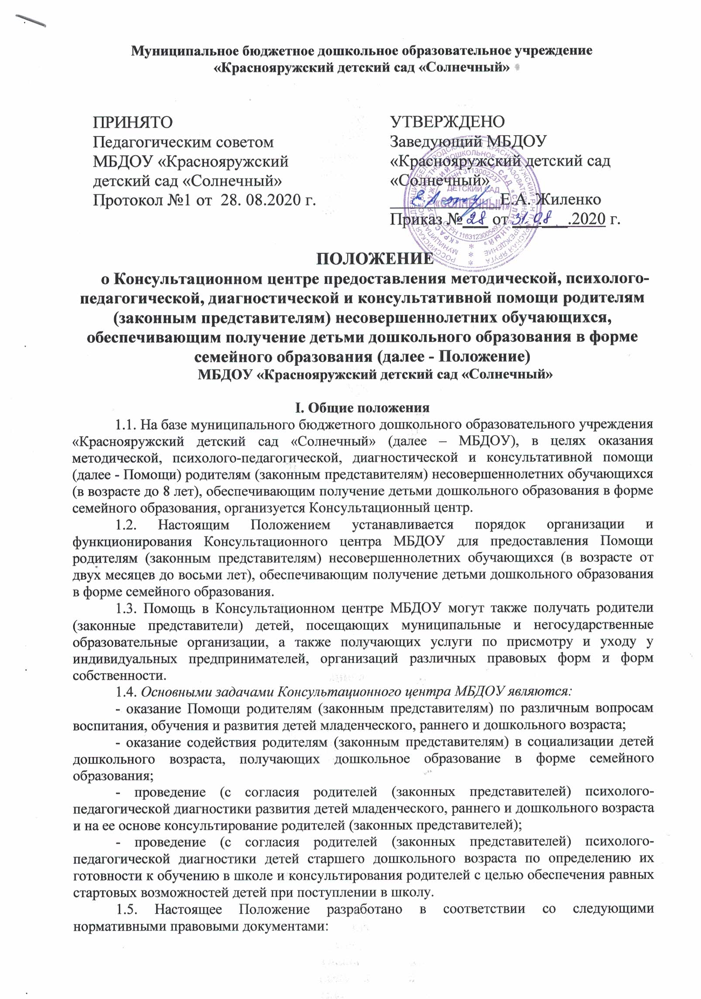 Муниципальное бюджетное дошкольное образовательное учреждение
«Краснояружский детский сад «Солнечный»
ПРИНЯТО
Педагогическим советом
МБДОУ «Краснояружский
детский сад «Солнечный»
Протокол №1 от 28. 08.2020 г.
УТВЕРЖДЕНО
Заведующий МБДОУ
«Краснояружский детский сад
«Солнечный»
Е.А. Жиленко
Приказ № 28 от 31.08.2020 г.
ИНН 3113002237
ДЕТСКИЙ САД
«СОЛНЕЧНЫЙ»
ОГРН 1183123005493
ПОЛОЖЕНИЕ
о Консультационном центре предоставления методической, психолого-
педагогической, диагностической и консультативной помощи родителям
(законным представителям) несовершеннолетних обучающихся,
обеспечивающим получение детьми дошкольного образования в форме
семейного образования (далее - Положение)
МБДОУ «Краснояружский детский сад «Солнечный»
I. Общие положения
1.1. На базе муниципального бюджетного дошкольного образовательного учреждения
«Краснояружский детский сад «Солнечный» (далее – МБДОУ), в целях оказания
методической, психолого-педагогической, диагностической и консультативной помощи
(далее - Помощи) родителям (законным представителям) несовершеннолетних обучающихся
(в возрасте до 8 лет), обеспечивающим получение детьми дошкольного образования в форме
семейного образования, организуется Консультационный центр.
1.2. Настоящим Положением устанавливается порядок организации и
функционирования Консультационного центра МБДОУ для предоставления Помощи
родителям (законным представителям) несовершеннолетних обучающихся (в возрасте от
двух месяцев до восьми лет), обеспечивающим получение детьми дошкольного образования
в форме семейного образования.
1.3. Помощь в Консультационном центре МБДОУ могут также получать родители
(законные представители) детей, посещающих муниципальные и негосударственные
образовательные организации, а также получающих услуги по присмотру и уходу у
индивидуальных предпринимателей, организаций различных правовых форм и форм
собственности.
1.4. Основными задачами Консультационного центра МБДОУ являются:
- оказание Помощи родителям (законным представителям) по различным вопросам
воспитания, обучения и развития детей младенческого, раннего и дошкольного возраста;
- оказание содействия родителям (законным представителям) в социализации детей
дошкольного возраста, получающих дошкольное образование в форме семейного
образования;
- проведение (с согласия родителей (законных представителей) психолого-
педагогической диагностики развития детей младенческого, раннего и дошкольного возраста
и на ее основе консультирование родителей (законных представителей);
- проведение (с согласия родителей (законных представителей) психолого-
педагогической диагностики детей старшего дошкольного возраста по определению их
готовности к обучению в школе и консультирования родителей с целью обеспечения равных
стартовых возможностей детей при поступлении в школу.
1.5. Настоящее Положение разработано в соответствии со следующими
нормативными правовыми документами: